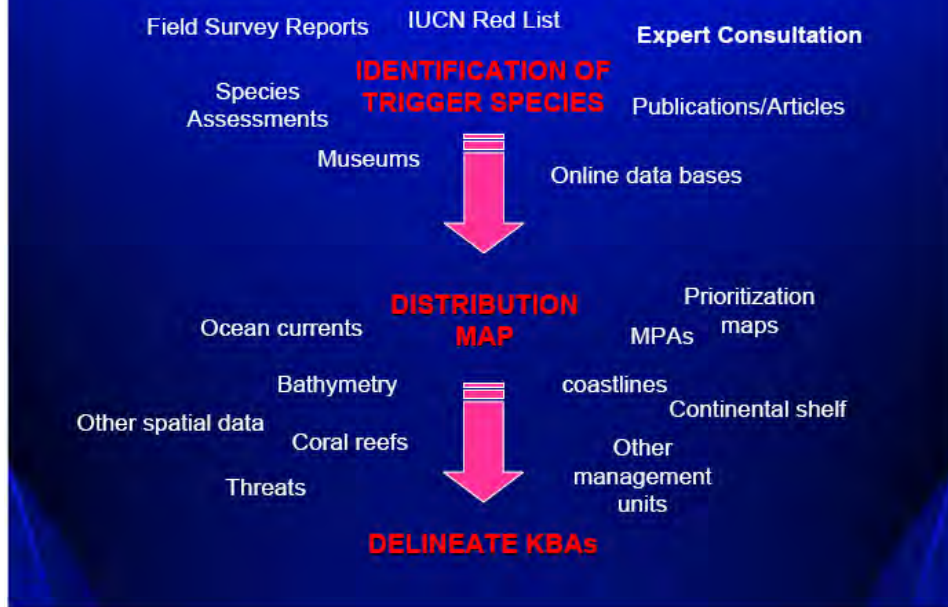 Field Survey Reports
IUCN Red List
Expert Consultation
IDENTIFICATION OF
TRIGGER SPECIES
Species
Assessments
Publications/Articles
Museums
Online data bases
DISTRIBUTION
MAP
Prioritization
maps
Ocean currents
MPAs
Bathymetry
coastlines
Continental shelf
Other spatial data
Coral reefs
Other
management
units
Threats
DELINEATE KBAs